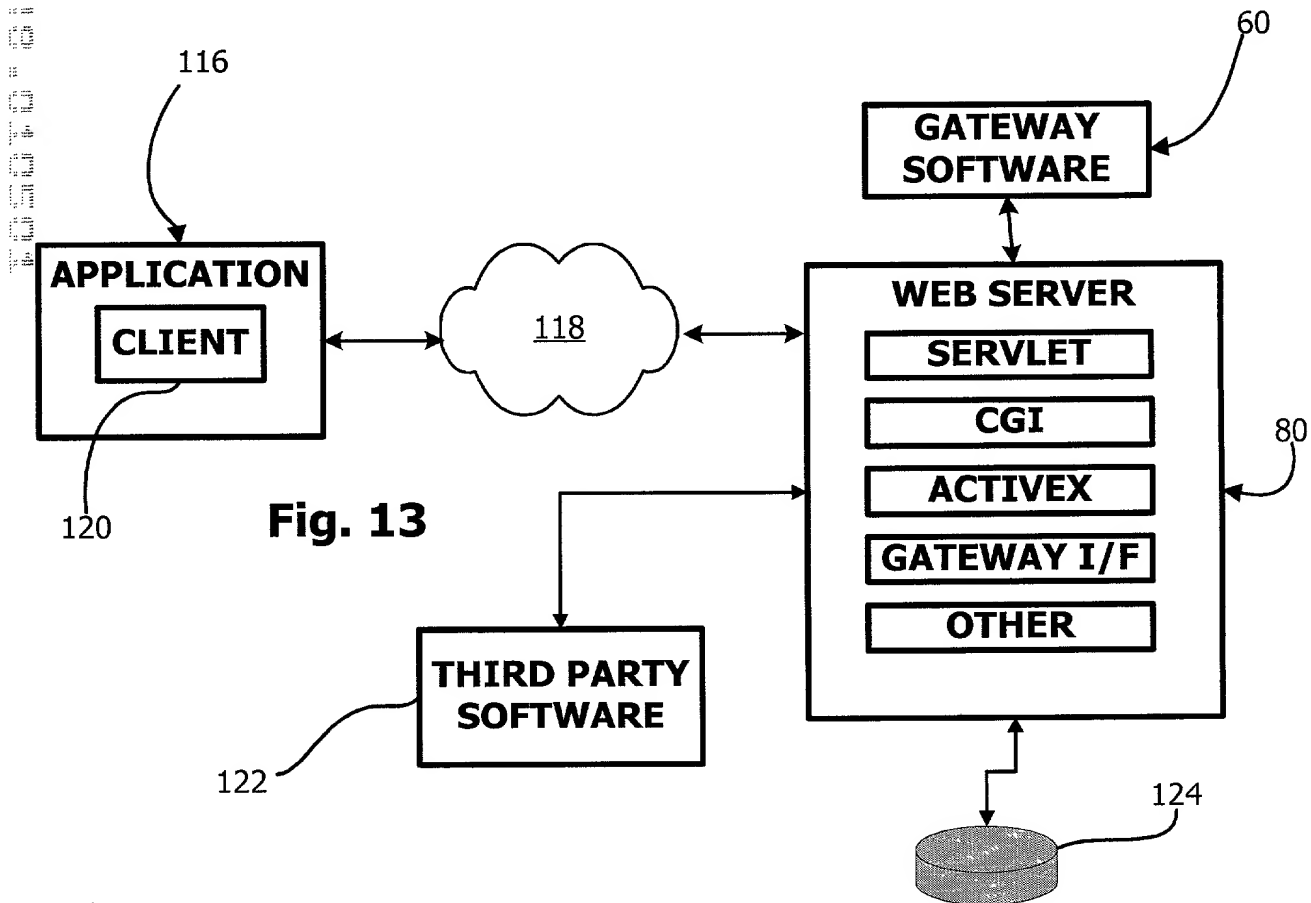 60
116
GATEWAY
SOFTWARE
APPLICATION
CLIENT
118
WEB SERVER
SERVLET
CGI
ACTIVEX
GATEWAY I/F
OTHER
80
120
Fig. 13
THIRD PARTY
SOFTWARE
122
124